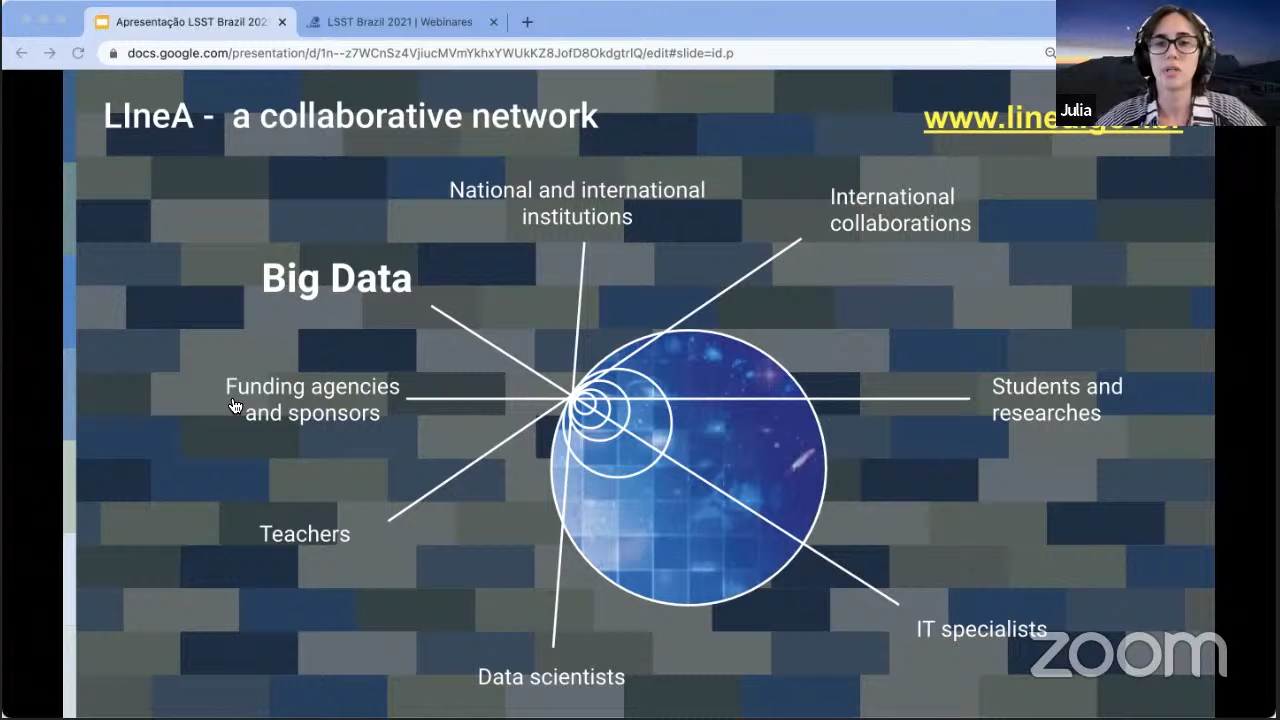 Apresentação LSST Brazil 202
LSST Brazil 2021 | Webinares
docs.google.com/presentation/d/1n--z7WCnSz4VjiucMVmYkhxYWUkKZ8JofD8OkdgtrIQ/edit#slide=id.p
Julia
LIneA - a collaborative network
National and international
institutions
International
collaborations
Big Data
Funding agencies
and sponsors
Students and
researches
Teachers
IT specialists
Data scientists
zoom